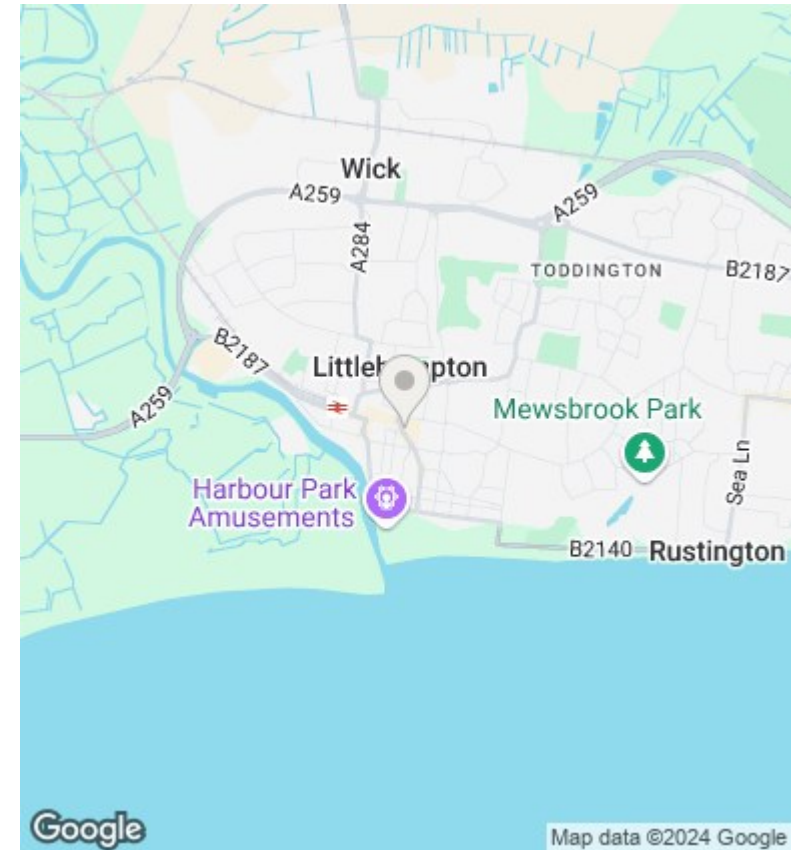 Wick
A259
A259
A284
TODDINGTON
B2187
B2187
Mewsbrook Park
A259
Sea Ln
Harbour Park
Amusements
B2140
Rustington
Google
Map data ©2024 Google